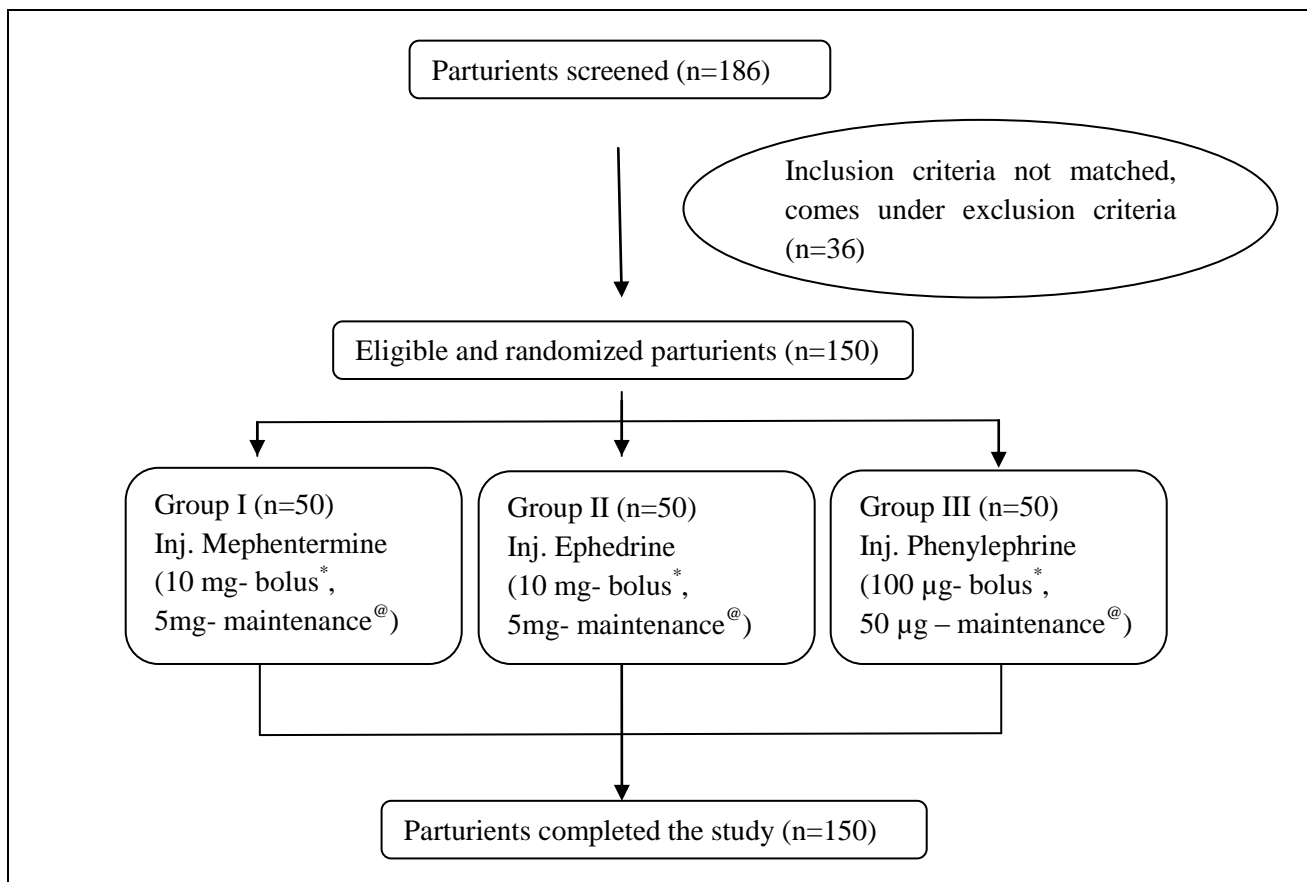 Parturients screened (n=186)
Inclusion criteria not matched,
comes under exclusion criteria
(n=36)
Eligible and randomized parturients (n=150)
Group I (n=50)
Inj. Mephentermine
(10 mg- bolus*,
5mg- maintenance@)
Group II (n=50)
Inj. Ephedrine
(10 mg- bolus*,
5mg- maintenance@)
Group III (n=50)
Inj. Phenylephrine
(100 µg- bolus*,
50 µg – maintenance@)
Parturients completed the study (n=150)